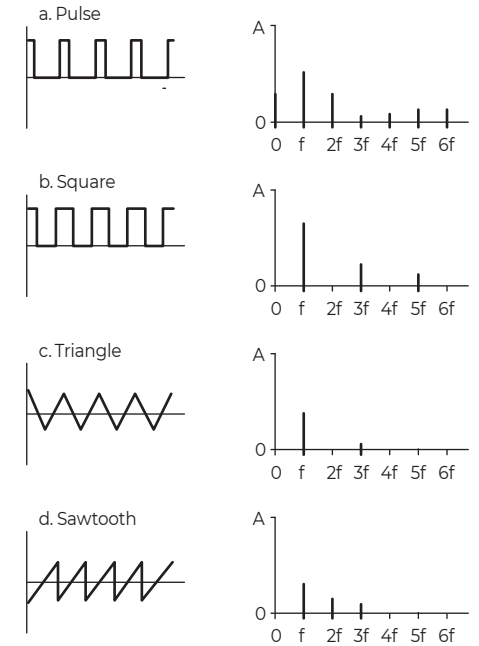 a. Pulse
A
0
0 f 2f 3f 4f 5f 6f
b. Square
A
0
0 f 2f 3f 4f 5f 6f
c. Triangle
A
0
0 f 2f 3f 4f 5f 6f
d. Sawtooth
A
0
0 f 2f 3f 4f 5f 6f